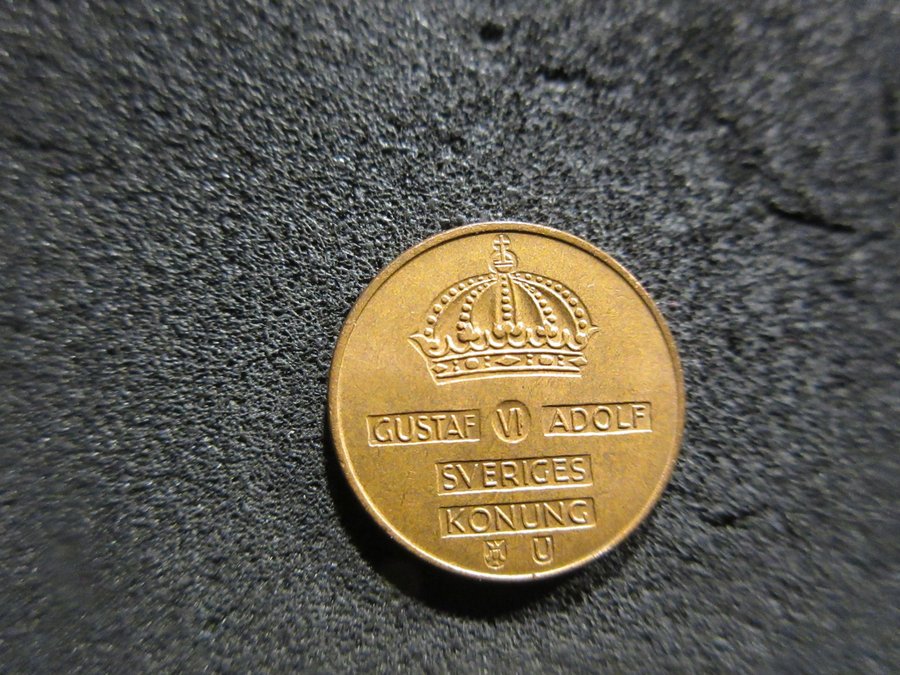 GUSTAF VI ADOLF
SVERIGES
KONUNG
U